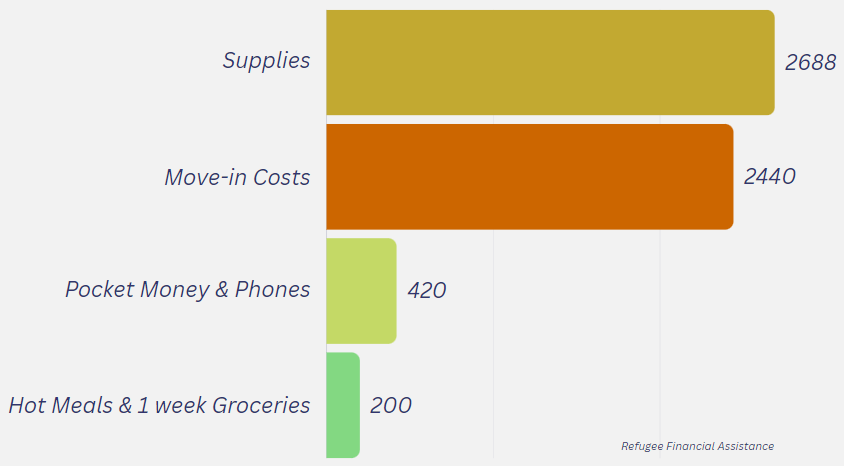 Supplies 2688
Move-in Costs 2440
Pocket Money & Phones 420
Hot Meals & 1 week Groceries 200
Refugee Financial Assistance